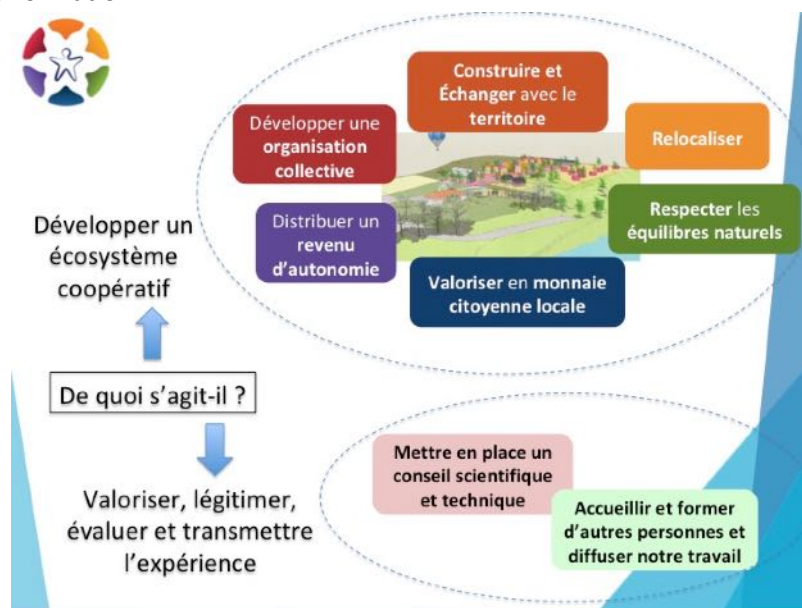 Construire et
Échanger avec le
territoire
Développer une
organisation
collective
Relocaliser
Distribuer un
revenu
d'autonomie
Respecter les
équilibres naturels
Valoriser en monnaie
citoyenne locale
Développer un
écosystème
coopératif
De quoi s'agit-il ?
Valoriser, légitimer,
évaluer et transmettre
l'expérience
Mettre en place un
conseil scientifique
et technique
Accueillir et former
d'autres personnes et
diffuser notre travail